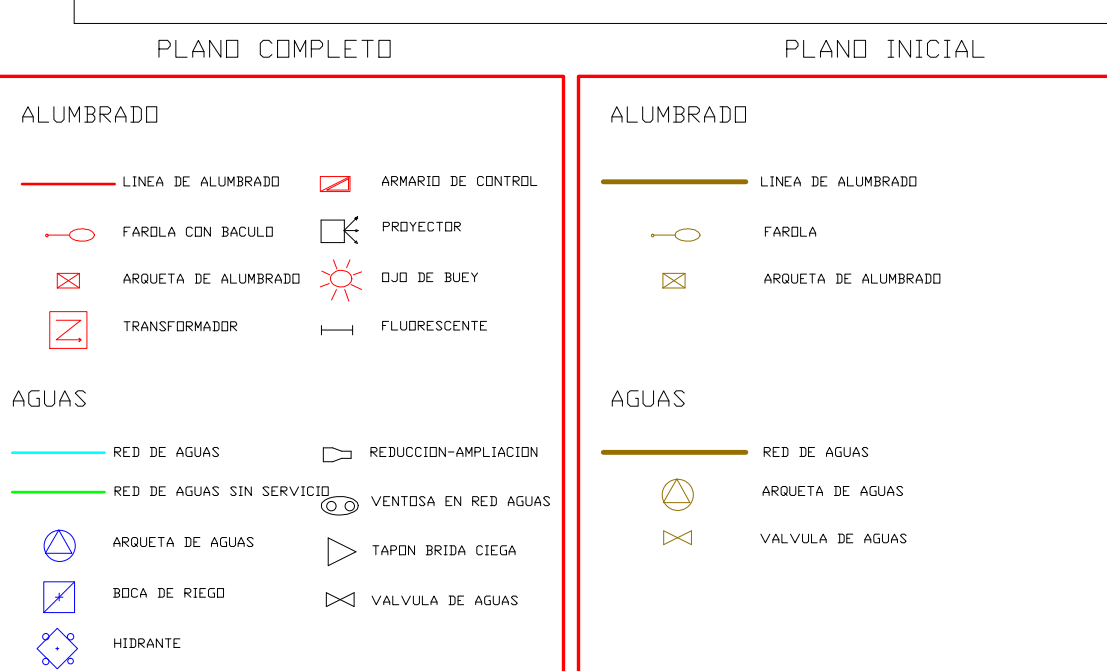 PLANO COMPLETO
ALUMBRADO
LINEA DE ALUMBRADO
FAROLA CON BACULO
ARQUETA DE ALUMBRADO
TRANSFORMADOR
ARMARIO DE CONTROL
PROYECTOR
OJO DE BUEY
FLUORESCENTE
AGUAS
RED DE AGUAS
RED DE AGUAS SIN SERVICIO
ARQUETA DE AGUAS
BOCA DE RIEGO
HIDRANTE
REDUCCION-AMPLIACION
VENTOSA EN RED AGUAS
TAPON BRIDA CIEGA
VALVULA DE AGUAS
PLANO INICIAL
ALUMBRADO
LINEA DE ALUMBRADO
FAROLA
ARQUETA DE ALUMBRADO
AGUAS
RED DE AGUAS
ARQUETA DE AGUAS
VALVULA DE AGUAS